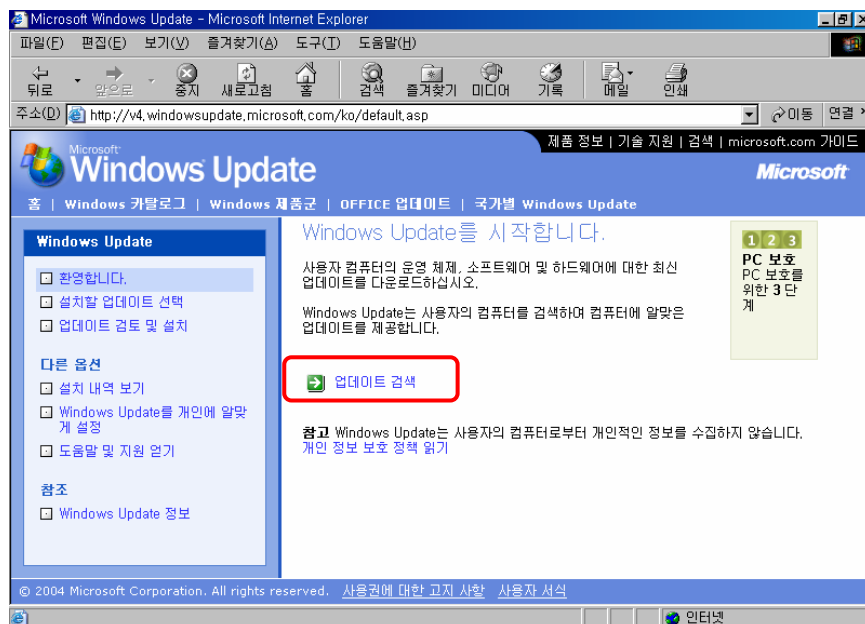 Microsoft Windows Update - Microsoft Internet Explorer
파일(F) 편집(E) 보기(V) 즐겨찾기(A) 도구(T) 도움말(H)
뒤로 앞으로 중지 새로고침 홈 검색 즐겨찾기 미디어 기록 메일 인쇄
주소(D) http://v4.windowsupdate.microsoft.com/ko/default.asp 이동 연결 »
제품 정보 | 기술 지원 | 검색 | microsoft.com 가이드
Microsoft
Windows Update
Microsoft
홈 | Windows 카탈로그 | Windows 제품군 | OFFICE 업데이트 | 국가별 Windows Update
Windows Update
환영합니다.
설치할 업데이트 선택
업데이트 검토 및 설치
다른 옵션
설치 내역 보기
Windows Update를 개인에 알맞
게 설정
도움말 및 지원 얻기
참조
Windows Update 정보
Windows Update를 시작합니다.
사용자 컴퓨터의 운영 체제, 소프트웨어 및 하드웨어에 대한 최신
업데이트를 다운로드하십시오.
Windows Update는 사용자의 컴퓨터를 검색하여 컴퓨터에 알맞은
업데이트를 제공합니다.
업데이트 검색
참고 Windows Update는 사용자의 컴퓨터로부터 개인적인 정보를 수집하지 않습니다.
개인 정보 보호 정책 읽기
1 2 3
PC 보호
PC 보호를
위한 3 단
계
© 2004 Microsoft Corporation. All rights reserved. 사용권에 대한 고지 사항 사용자 서식
인터넷